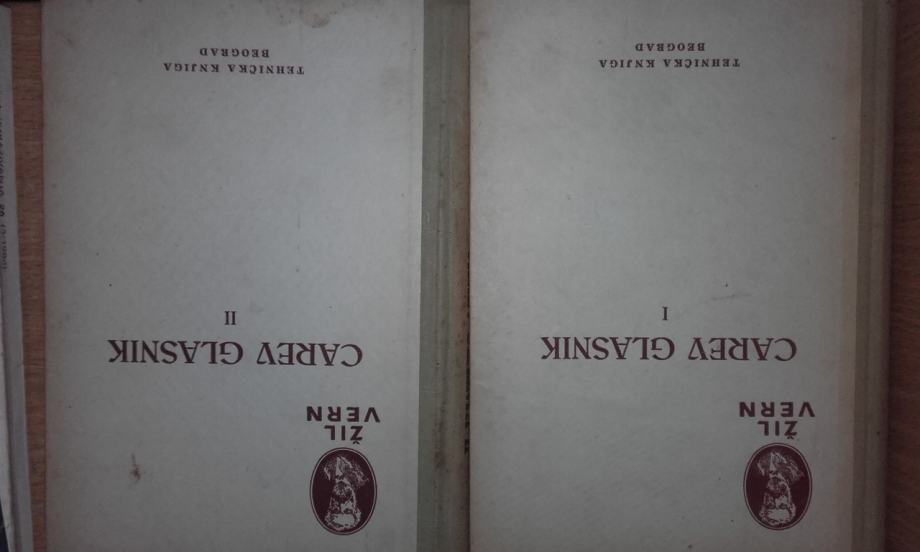 ŽIL
VERN
CAREV GLASNIK
I
TEHNIČKA KNJIGA
BEOGRAD
ŽIL
VERN
CAREV GLASNIK
II
TEHNIČKA KNJIGA
BEOGRAD